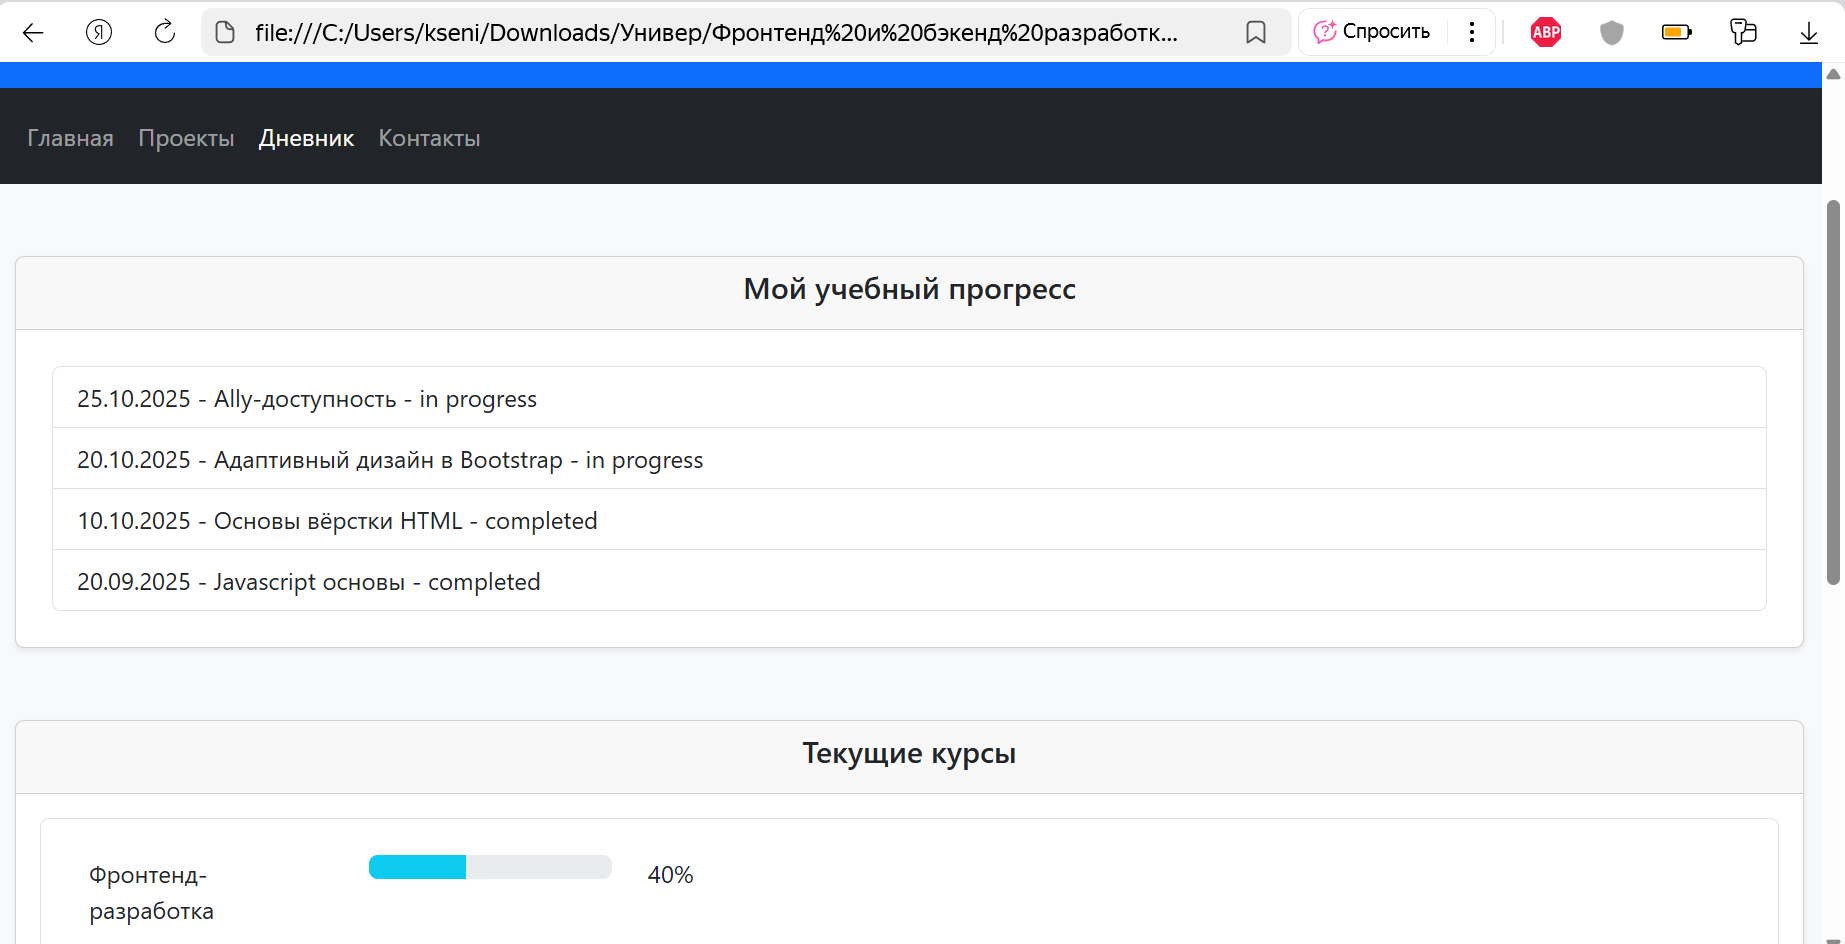 Я
file:///C:/Users/kseni/Downloads/Универ/Фронтенд%20и%20бэкенд%20разработк...
Спросить
ABP
Главная Проекты Дневник Контакты
Мой учебный прогресс
25.10.2025 - Ally-доступность - in progress
20.10.2025 - Адаптивный дизайн в Bootstrap - in progress
10.10.2025 - Основы вёрстки HTML - completed
20.09.2025 - Javascript основы - completed
Текущие курсы
Фронтенд-
разработка
40%